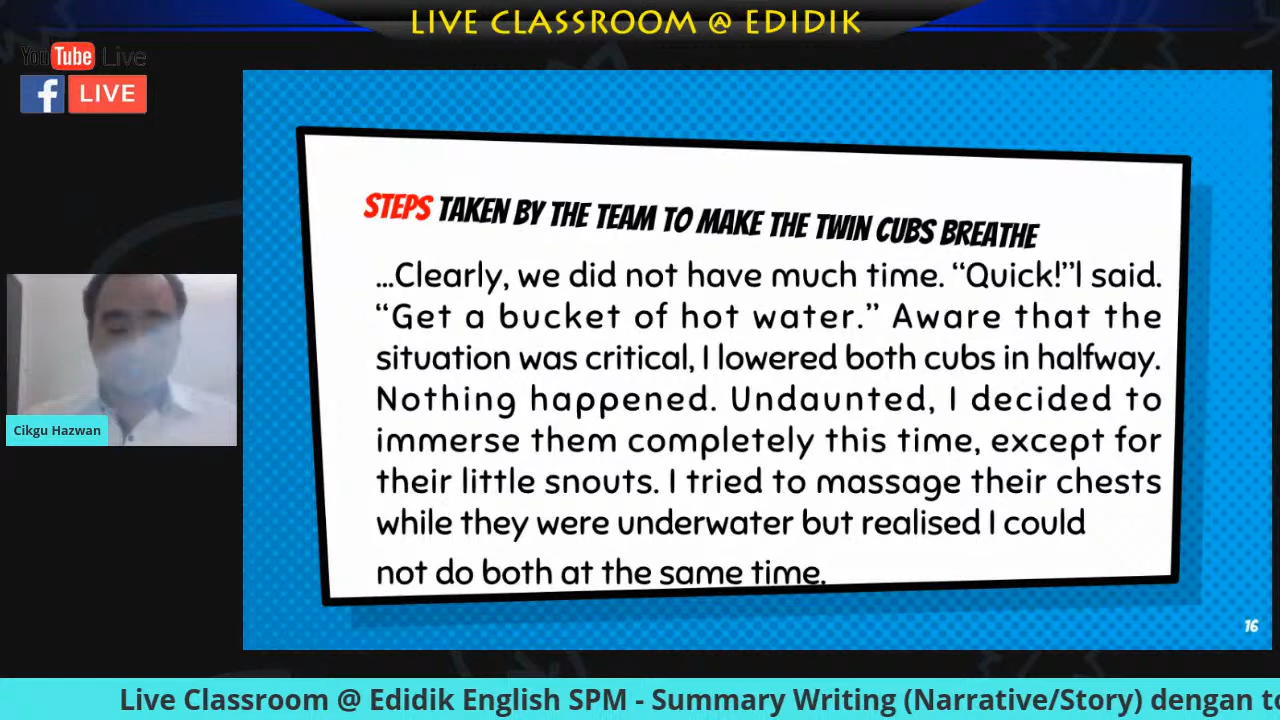 LIVE CLASSROOM @ EDIDIK
YouTube Live
f LIVE
STEPS TAKEN BY THE TEAM TO MAKE THE TWIN CUBS BREATHE
...Clearly, we did not have much time. “Quick!”I said.
“Get a bucket of hot water.” Aware that the
situation was critical, I lowered both cubs in halfway.
Nothing happened. Undaunted, I decided to
immerse them completely this time, except for
their little snouts. I tried to massage their chests
while they were underwater but realised I could
not do both at the same time.
Cikgu Hazwan
16
Live Classroom @ Edidik English SPM - Summary Writing (Narrative/Story) dengan